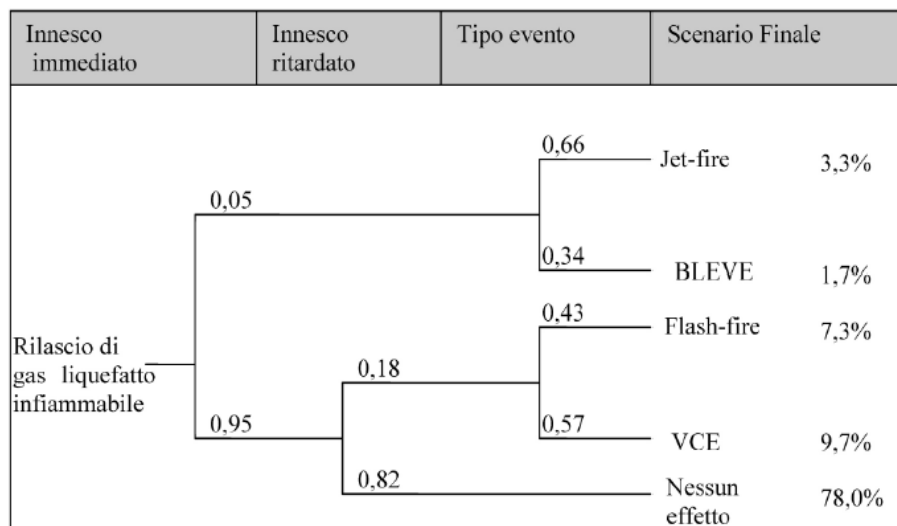 Innesco immediato
Innesco ritardato
Tipo evento
Scenario Finale
0,66
Jet-fire
3,3%
0,05
0,34
BLEVE
1,7%
0,43
Flash-fire
7,3%
Rilascio di
gas liquefatto
infiammabile
0,18
0,95
0,57
VCE
9,7%
0,82
Nessun
effetto
78,0%